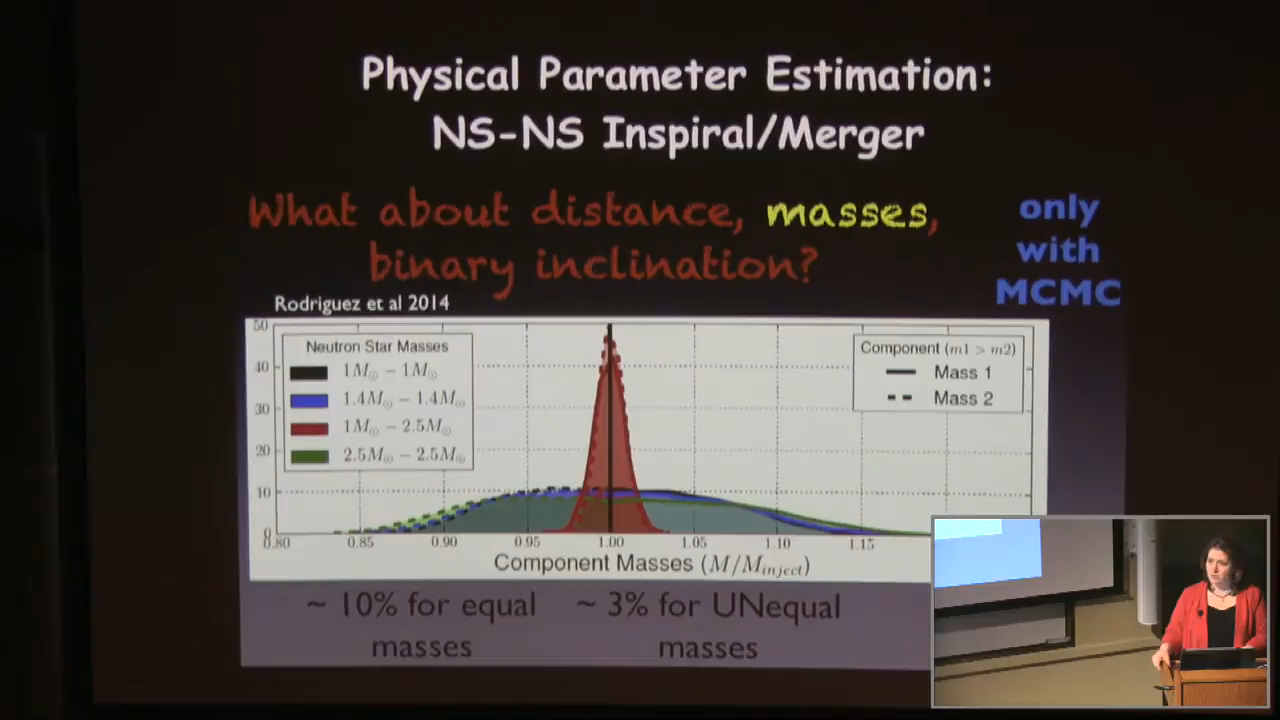 Physical Parameter Estimation:
NS-NS Inspiral/Merger
What about distance, masses,
binary inclination?
only
with
MCMC
Rodriguez et al 2014
50
40
30
20
10
0
Neutron Star Masses
1M⊙ − 1M⊙
1.4M⊙ − 1.4M⊙
1M⊙ − 2.5M⊙
2.5M⊙ − 2.5M⊙
Component (m1 > m2)
Mass 1
Mass 2
0.80 0.85 0.90 0.95 1.00 1.05 1.10 1.15
Component Masses (M/Minject)
~ 10% for equal
masses
~ 3% for UNequal
masses